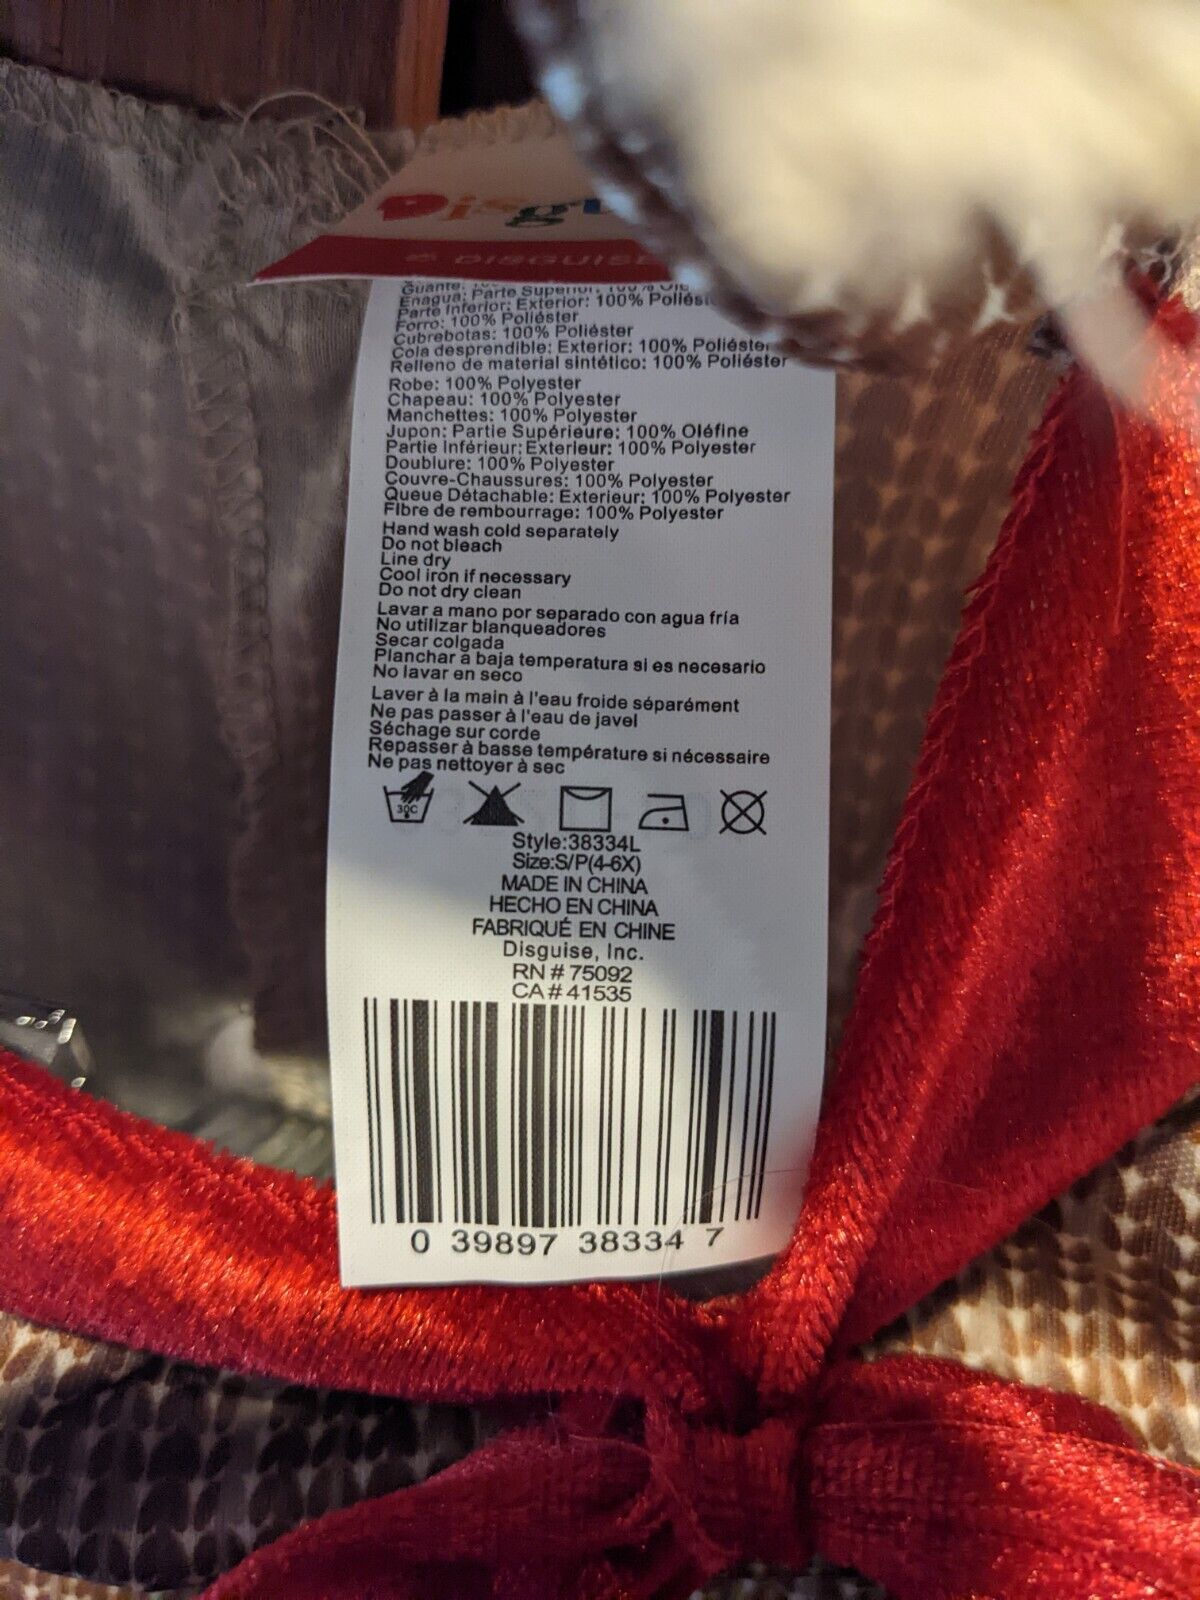 Disgu
DISGUISE
Guante:
Enagua: Parte Superior: 100%
Parte Inferior: Exterior: 100%
Forro: 100% Poliéster
Cubrebotas: 100% Poliéster
Cola desprendible: Exterior: 100% Poliéster
Relleno de material sintético: 100% Poliéster
Robe: 100% Polyester
Chapeau: 100% Polyester
Manchettes: 100% Polyester
Jupon: Partie Supérieure: 100% Oléfine
Partie Inférieur: Exterieur: 100% Polyester
Doublure: 100% Polyester
Couvre-Chaussures: 100% Polyester
Queue Détachable: Exterieur: 100% Polyester
Fibre de rembourrage: 100% Polyester
Hand wash cold separately
Do not bleach
Line dry
Cool iron if necessary
Do not dry clean
Lavar a mano por separado con agua fría
No utilizar blanqueadores
Secar colgada
Planchar a baja temperatura si es necesario
No lavar en seco
Laver à la main à l'eau froide séparément
Ne pas passer à l'eau de javel
Séchage sur corde
Repasser à basse température si nécessaire
Ne pas nettoyer à sec
30C
Style:38334L
Size:S/P(4-6X)
MADE IN CHINA
HECHO EN CHINA
FABRIQUÉ EN CHINE
Disguise, Inc.
RN # 75092
CA # 41535
0 39897 38334 7